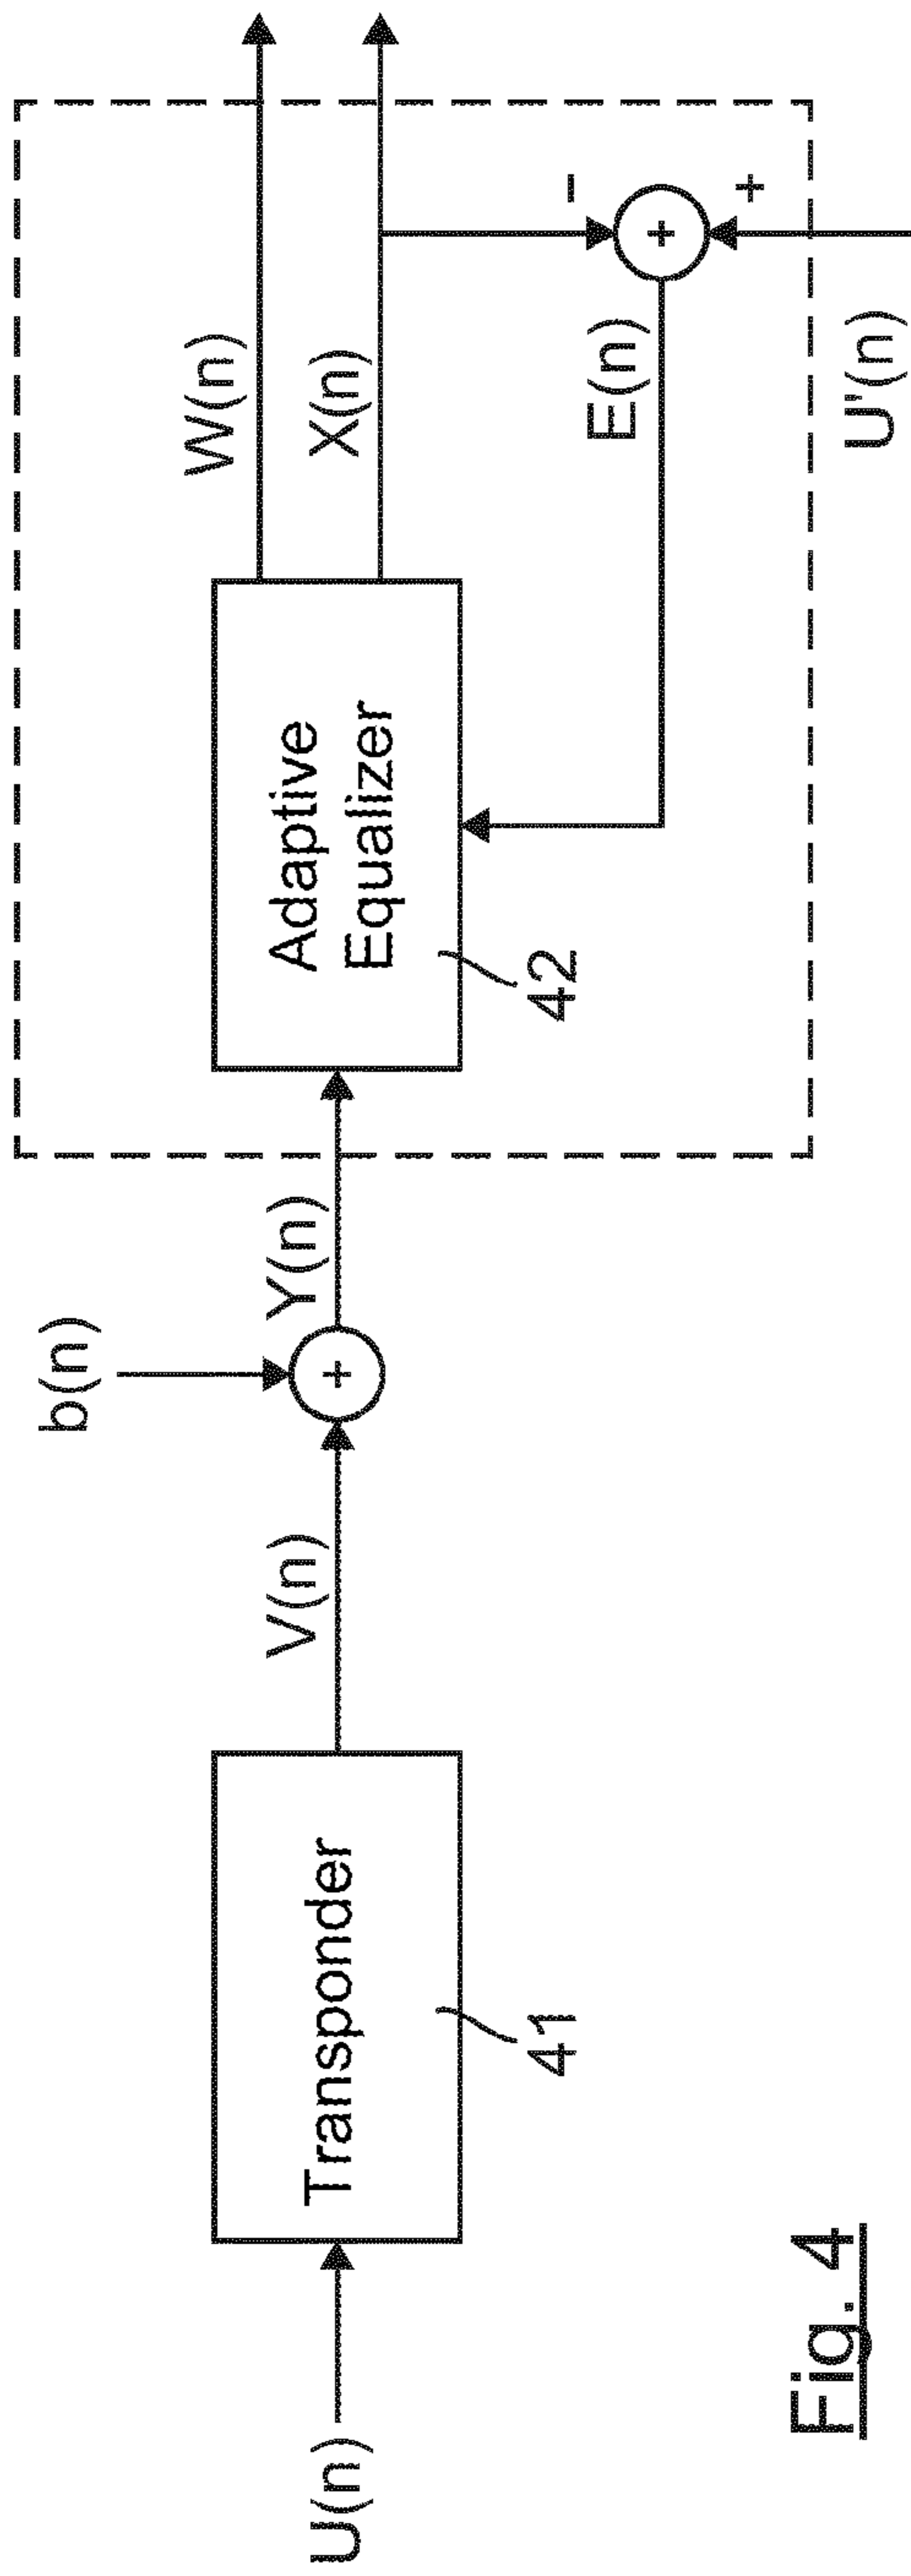 U(n)
Transponder
41
V(n)
b(n)
+
Y(n)
Adaptive
Equalizer
42
W(n)
X(n)
E(n)
−
+
+
U'(n)
Fig. 4